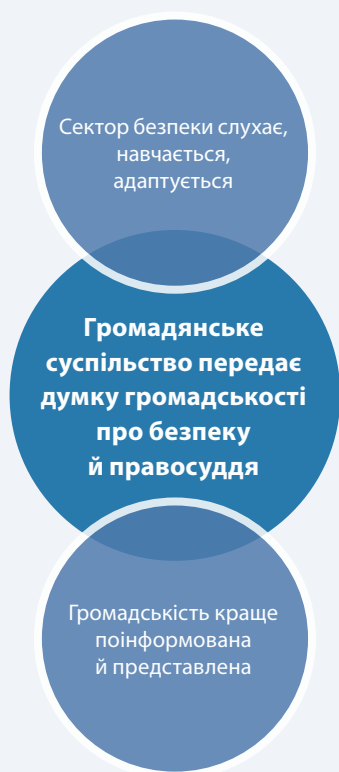 Сектор безпеки слухає,
навчається,
адаптується
Громадянське
суспільство передає
думку громадськості
про безпеку
й правосуддя
Громадськість краще
поінформована
й представлена